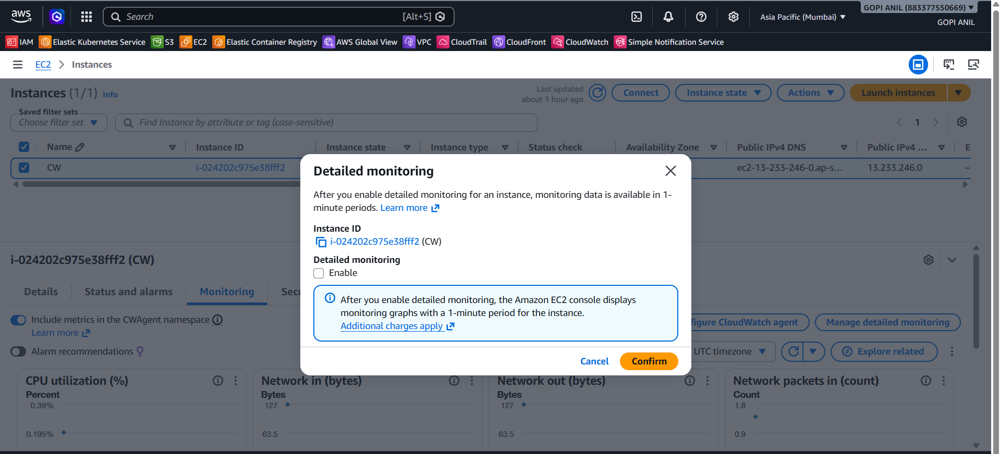 aws
Search
[Alt+S]
Asia Pacific (Mumbai) ▼
GOPI ANIL (883377550669) ▼
GOPI ANIL
IAM
Elastic Kubernetes Service
S3
EC2
Elastic Container Registry
AWS Global View
VPC
CloudTrail
CloudFront
CloudWatch
Simple Notification Service
EC2 > Instances
Instances (1/1) Info
Last updated
about 1 hour ago
Connect
Instance state
Actions
Launch instances
Saved filter sets
Choose filter set
Find Instance by attribute or tag (case-sensitive)
1
Name
Instance ID
Instance state
Instance type
Status check
Availability Zone
Public IPv4 DNS
Public IPv4 ...
E
CW
i-024202c975e38fff2
ec2-13-233-246-0.ap-s...
13.233.246.0
–
Detailed monitoring
After you enable detailed monitoring for an instance, monitoring data is available in 1-
minute periods. Learn more
Instance ID
i-024202c975e38fff2 (CW)
Detailed monitoring
Enable
After you enable detailed monitoring, the Amazon EC2 console displays
monitoring graphs with a 1-minute period for the instance.
Additional charges apply
Cancel
Confirm
i-024202c975e38fff2 (CW)
Details
Status and alarms
Monitoring
Secu
Include metrics in the CWAgent namespace
Learn more
figure CloudWatch agent
Manage detailed monitoring
Alarm recommendations
UTC timezone
Explore related
CPU utilization (%)
Percent
0.39%
0.195%
Network in (bytes)
Bytes
127
63.5
Network out (bytes)
Bytes
127
63.5
Network packets in (count)
Count
1.8
0.9